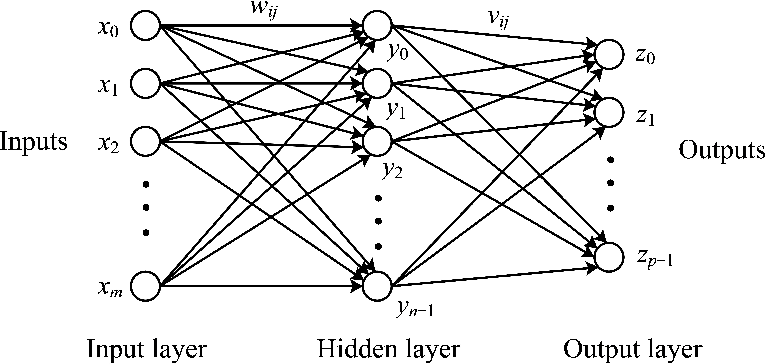 w_ij
v_ij
x_0
y_0
z_0
x_1
y_1
z_1
Inputs
x_2
y_2
Outputs
z_p-1
x_m
y_n-1
Input layer
Hidden layer
Output layer